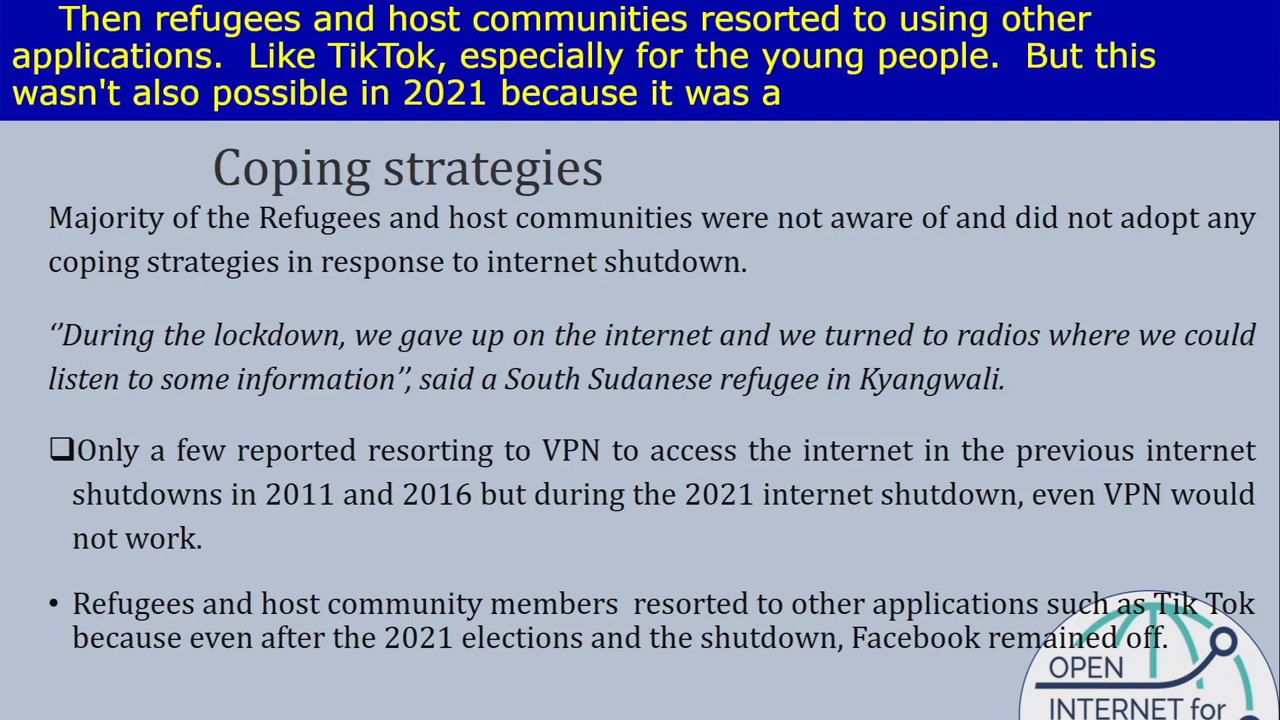 Then refugees and host communities resorted to using other
applications. Like TikTok, especially for the young people. But this
wasn't also possible in 2021 because it was a
Coping strategies
Majority of the Refugees and host communities were not aware of and did not adopt any
coping strategies in response to internet shutdown.
‘’During the lockdown, we gave up on the internet and we turned to radios where we could
listen to some information’’, said a South Sudanese refugee in Kyangwali.
❑Only a few reported resorting to VPN to access the internet in the previous internet
shutdowns in 2011 and 2016 but during the 2021 internet shutdown, even VPN would
not work.
• Refugees and host community members resorted to other applications such as Tik Tok
because even after the 2021 elections and the shutdown, Facebook remained off.
OPEN
INTERNET for